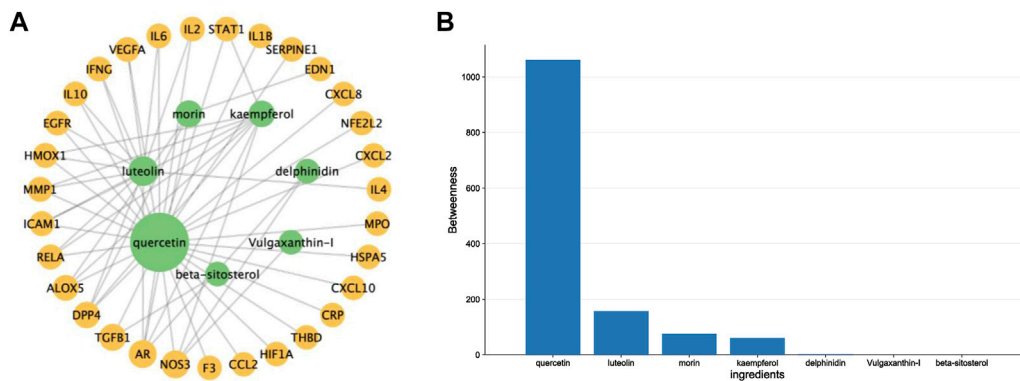 A
IL6
IL2
STAT1
IL1B
SERPINE1
EDN1
CXCL8
NFE2L2
CXCL2
IL4
MPO
HSPA5
CXCL10
CRP
THBD
HIF1A
CCL2
F3
NOS3
AR
TGFB1
DPP4
ALOX5
RELA
ICAM1
MMP1
HMOX1
EGFR
IL10
IFNG
VEGFA
morin
kaempferol
luteolin
delphinidin
quercetin
Vulgaxanthin-I
beta-sitosterol
B
Betweenness
1000
800
600
400
200
0
quercetin luteolin morin kaempferol delphinidin Vulgaxanthin-I beta-sitosterol
ingredients